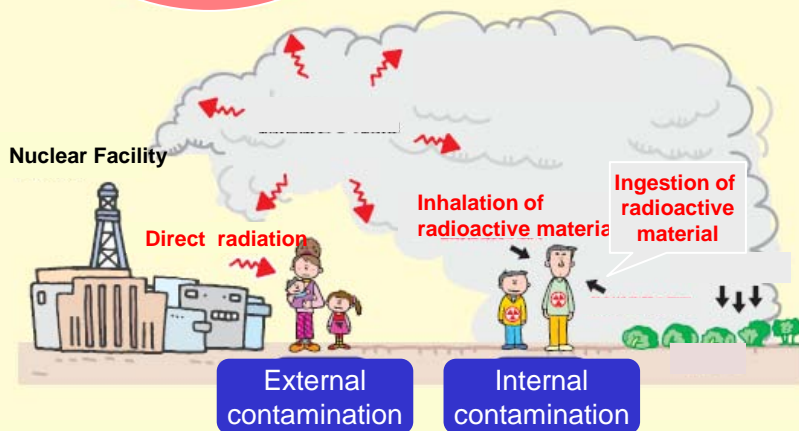 Nuclear Facility
Direct radiation
Inhalation of
radioactive materia
Ingestion of
radioactive
material
External
contamination
Internal
contamination